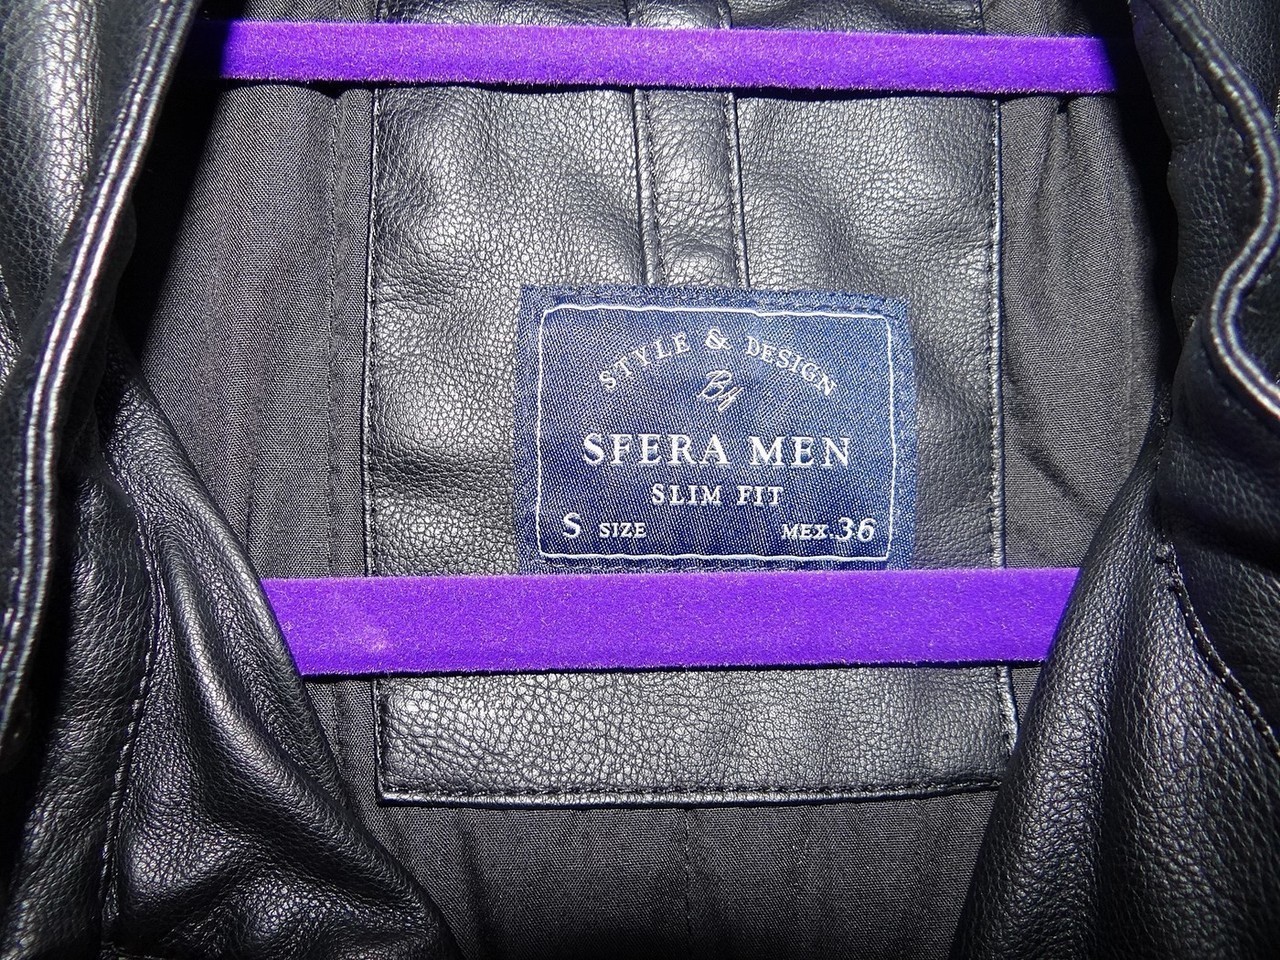 STYLE & DESIGN
By
SFERA MEN
SLIM FIT
S SIZE MEX.36